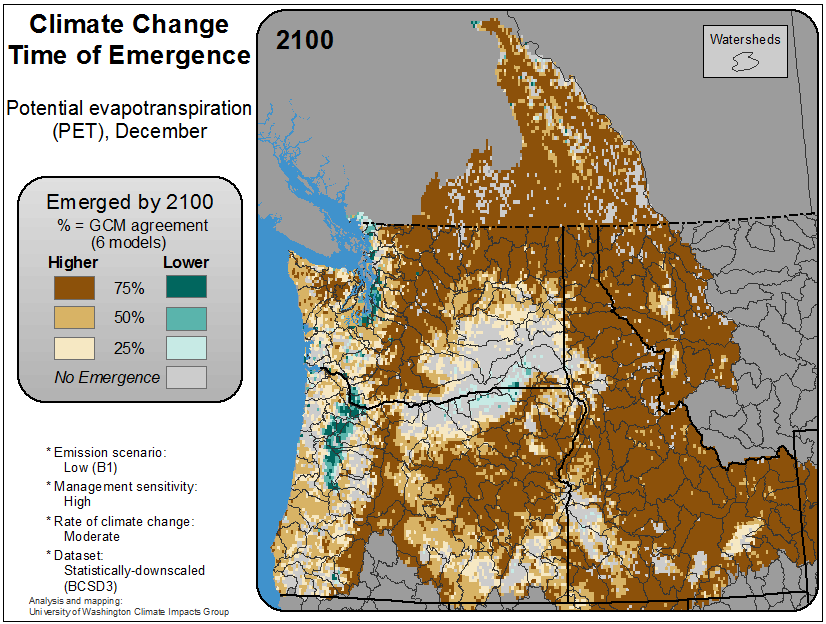 Climate Change
Time of Emergence
Potential evapotranspiration
(PET), December
Emerged by 2100
% = GCM agreement
(6 models)
Higher Lower
75%
50%
25%
No Emergence
* Emission scenario:
Low (B1)
* Management sensitivity:
High
* Rate of climate change:
Moderate
* Dataset:
Statistically-downscaled
(BCSD3)
Analysis and mapping:
University of Washington Climate Impacts Group
2100
Watersheds